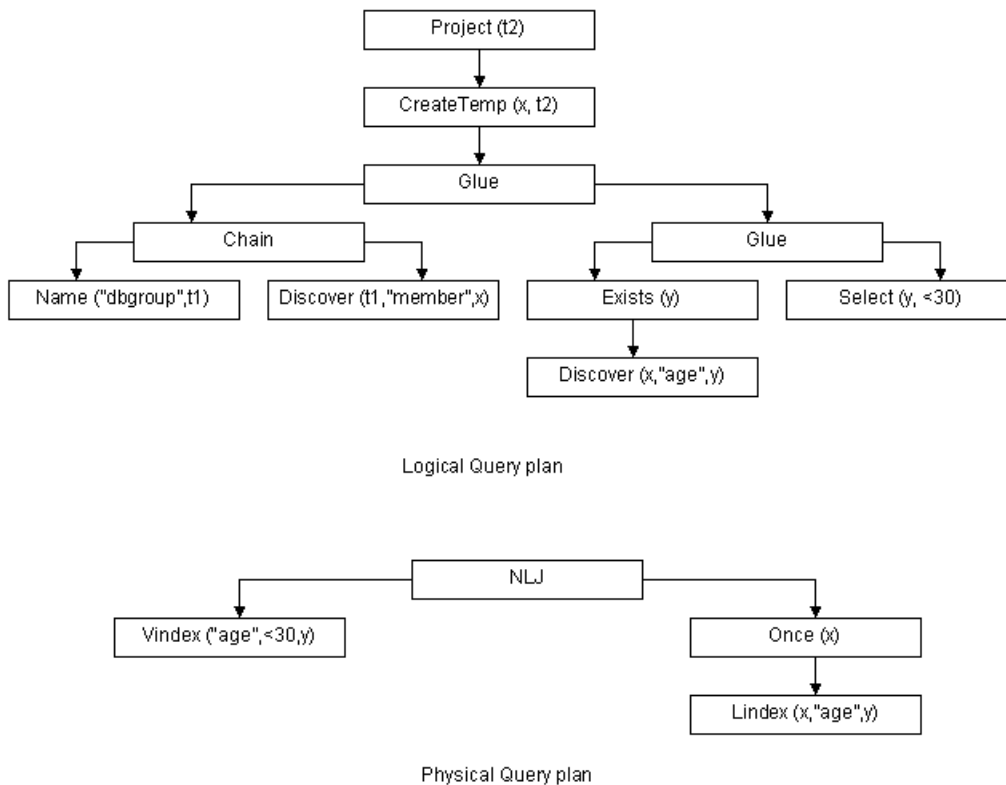 Project (t2)
CreateTemp (x, t2)
Glue
Chain
Glue
Name ("dbgroup",t1)
Discover (t1,"member",x)
Exists (y)
Select (y, <30)
Discover (x,"age",y)
Logical Query plan
NLJ
Vindex ("age",<30,y)
Once (x)
Lindex (x,"age",y)
Physical Query plan